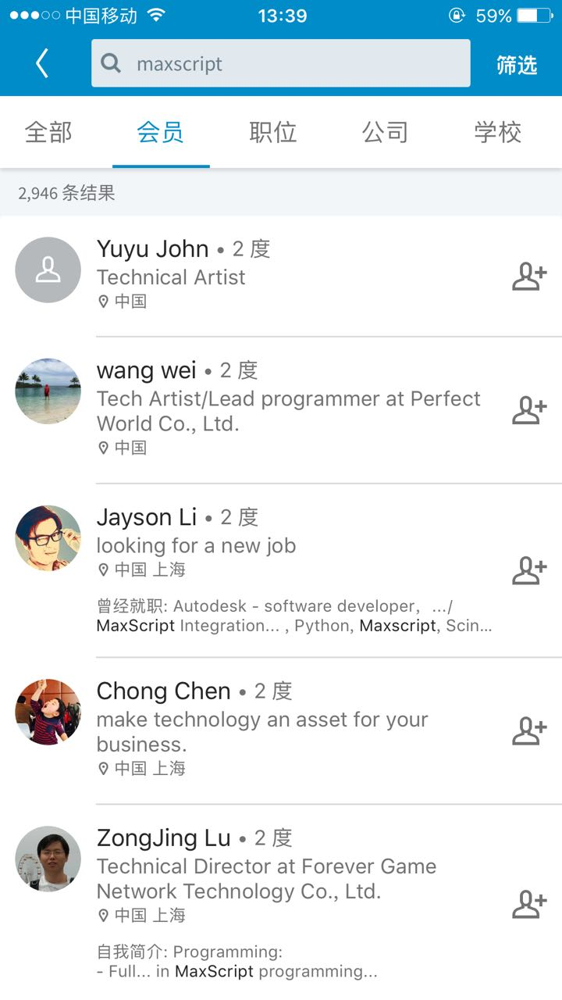 中国移动 13:39 59%
maxscript 筛选
全部 会员 职位 公司 学校
2,946 条结果
Yuyu John • 2 度
Technical Artist
中国
wang wei • 2 度
Tech Artist/Lead programmer at Perfect
World Co., Ltd.
中国
Jayson Li • 2 度
looking for a new job
中国 上海
曾经就职: Autodesk - software developer，.../
MaxScript Integration... , Python, Maxscript, Scin...
Chong Chen • 2 度
make technology an asset for your
business.
中国 上海
ZongJing Lu • 2 度
Technical Director at Forever Game
Network Technology Co., Ltd.
中国 上海
自我简介: Programming:
- Full... in MaxScript programming...